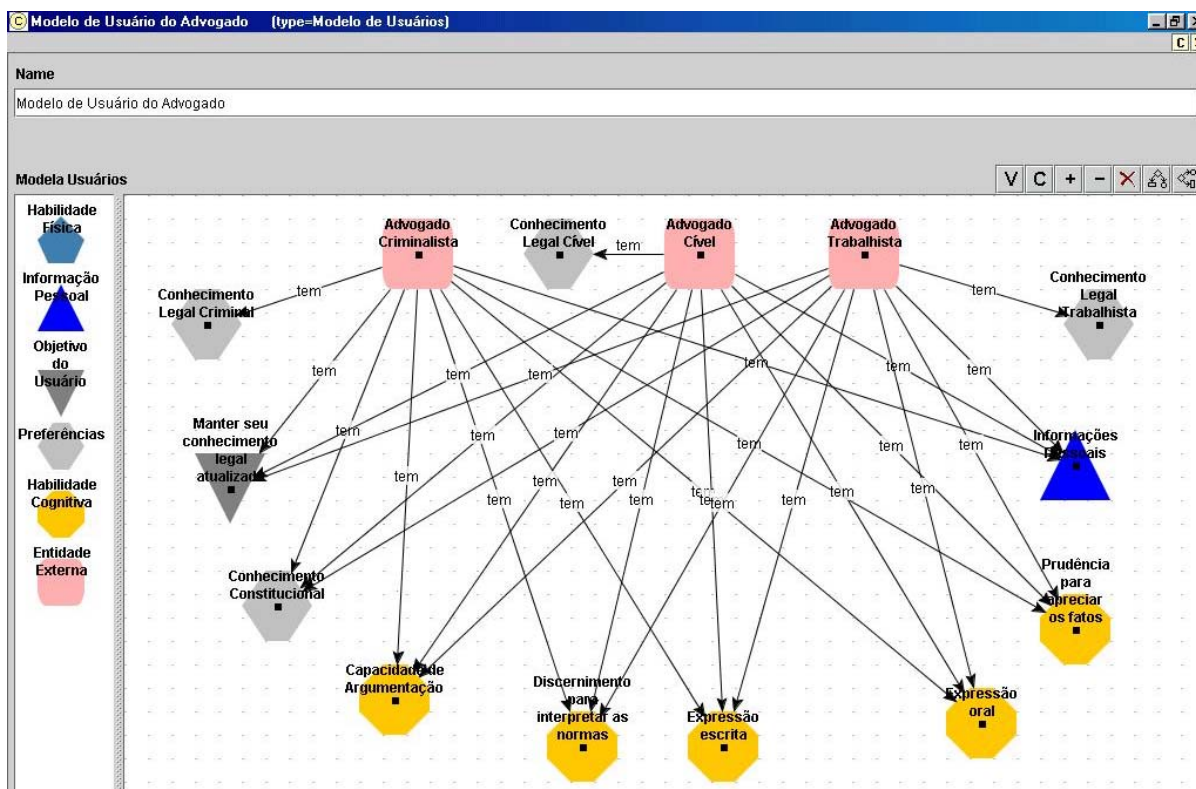 Modelo de Usuário do Advogado (type=Modelo de Usuários)
C
Name
Modelo de Usuário do Advogado
Modela Usuários
V C + −
Habilidade
Física
Informação
Pessoal
Objetivo
do
Usuário
Preferências
Habilidade
Cognitiva
Entidade
Externa
Advogado
Criminalista
Conhecimento
Legal Cível
tem
Advogado
Cível
Advogado
Trabalhista
Conhecimento
Legal Criminal
tem
tem
Conhecimento
Legal
Trabalhista
tem
tem
tem
tem
tem
tem
tem
tem
Manter seu
conhecimento
legal
atualizado
tem
tem
tem
tem
tem
Informações
Pessoais
tem
tem
tem
tem
tem
tem
tem
tem
tem
tem
Conhecimento
Constitucional
Prudência
para
apreciar
os fatos
Capacidade de
Argumentação
Discernimento
para
interpretar as
normas
Expressão
escrita
Expressão
oral